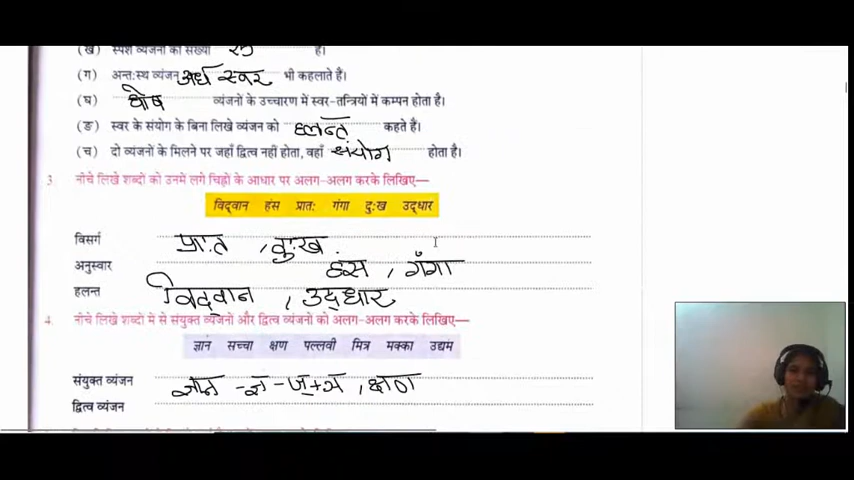 (ख) स्पर्श व्यंजनों की संख्या २५ है।
(ग) अन्त:स्थ व्यंजन अर्ध स्वर भी कहलाते हैं।
(घ) घोष व्यंजनों के उच्चारण में स्वर-तन्त्रियों में कम्पन होता है।
(ङ) स्वर के संयोग के बिना लिखे व्यंजन को हलन्त कहते हैं।
(च) दो व्यंजनों के मिलने पर जहाँ द्वित्व नहीं होता, वहाँ संयोग होता है।
3. नीचे लिखे शब्दों को उनमें लगे चिह्नों के आधार पर अलग-अलग करके लिखिए—
विद्‌वान हंस प्रात: गंगा दु:ख उद्‌धार
विसर्ग प्रा:त , दु:ख .
अनुस्वार हंस , गँगा
हलन्त विद्‌वान , उद्‌धार
4. नीचे लिखे शब्दों में से संयुक्त व्यंजनों और द्वित्व व्यंजनों को अलग-अलग करके लिखिए—
ज्ञान सच्चा क्षण पल्लवी मित्र मक्का उद्यम
संयुक्त व्यंजन ज्ञान - ज्ञ - ज्+ञ , क्षण
द्वित्व व्यंजन